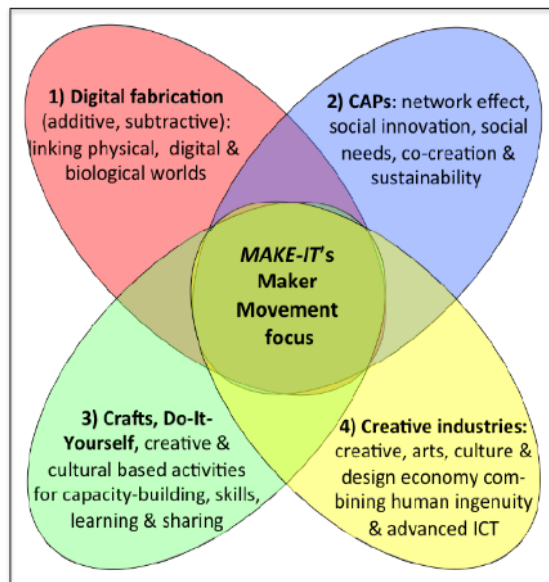 1) Digital fabrication
(additive, subtractive):
linking physical, digital &
biological worlds
2) CAPs: network effect,
social innovation, social
needs, co-creation &
sustainability
MAKE-IT's
Maker
Movement
focus
3) Crafts, Do-It-
Yourself, creative &
cultural based activities
for capacity-building, skills,
learning & sharing
4) Creative industries:
creative, arts, culture &
design economy com-
bining human ingenuity
& advanced ICT